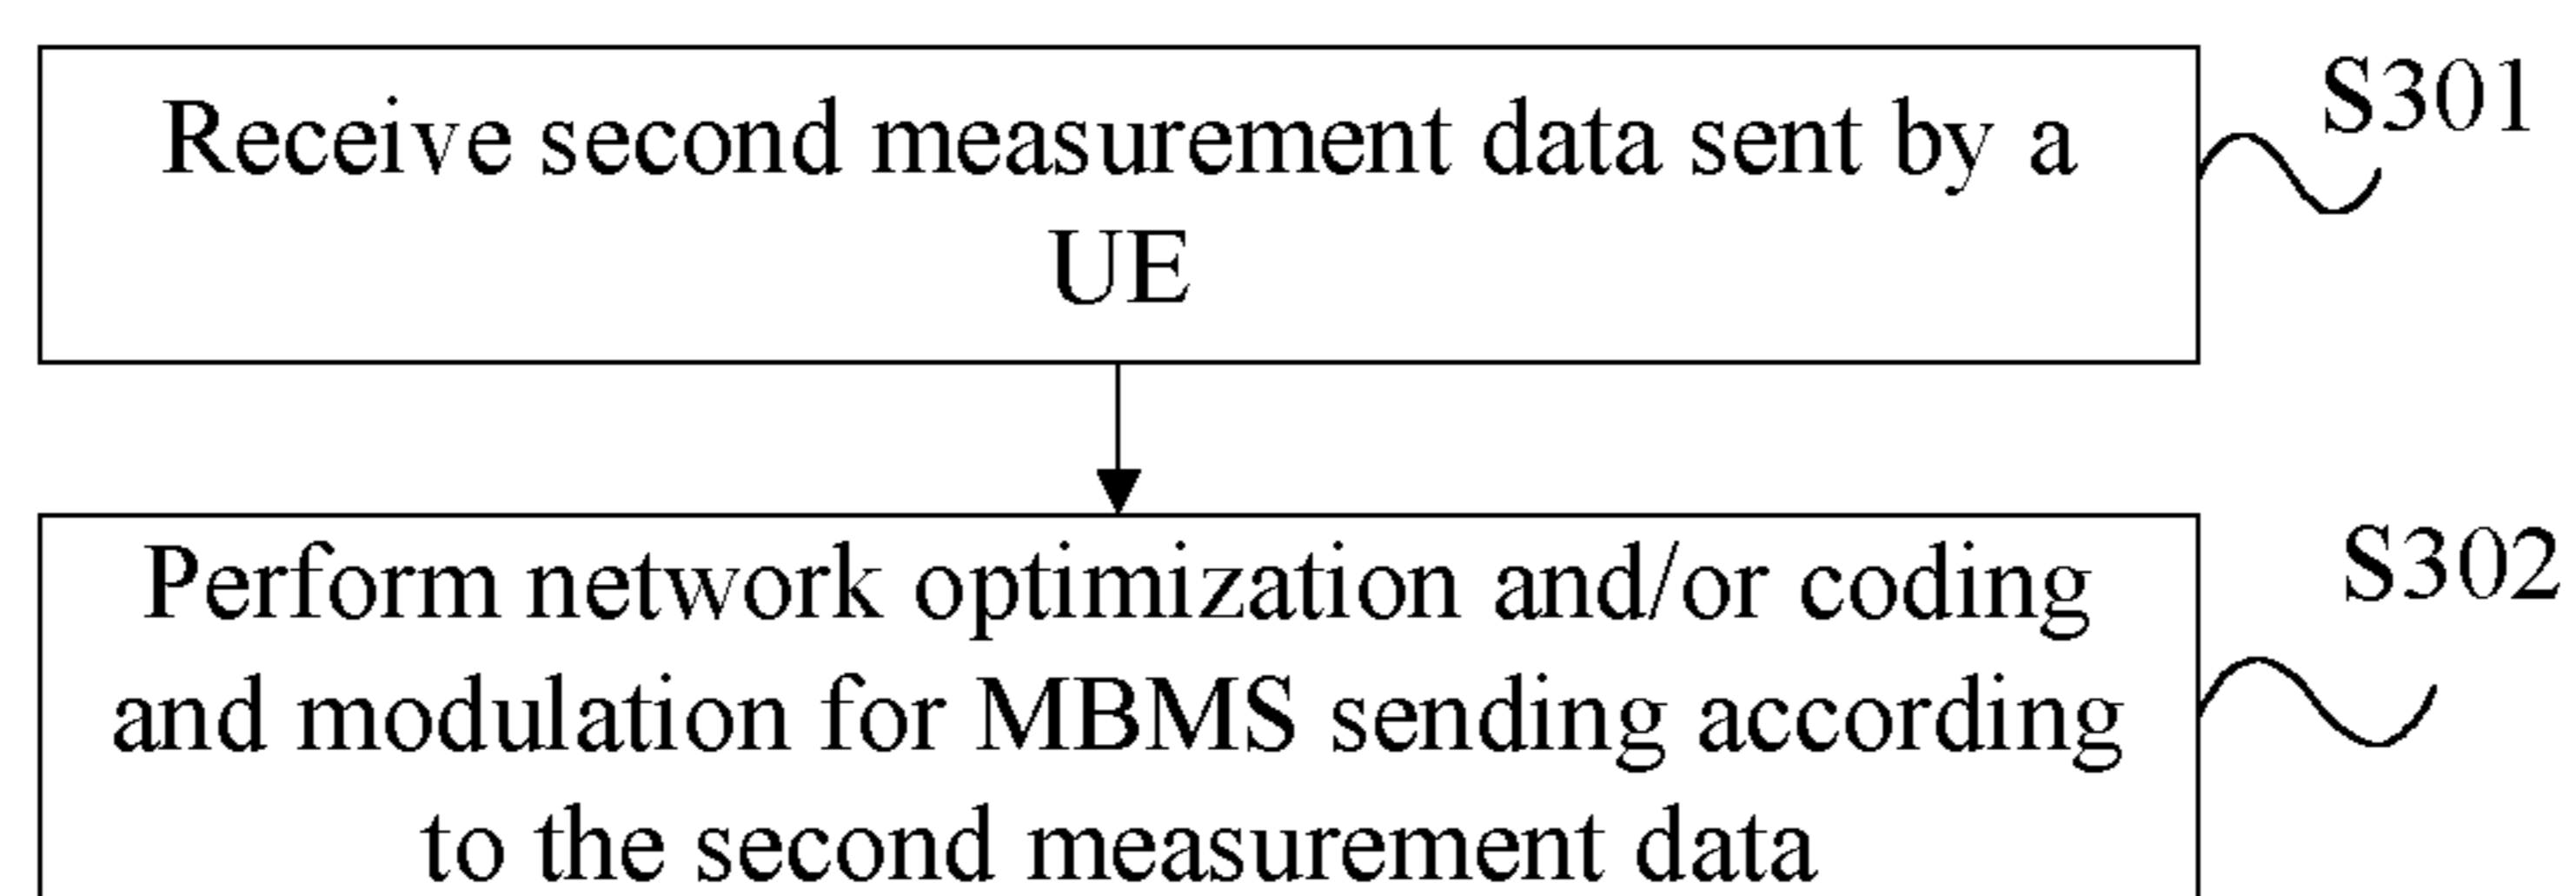 Receive second measurement data sent by a
UE
S301
Perform network optimization and/or coding
and modulation for MBMS sending according
to the second measurement data
S302